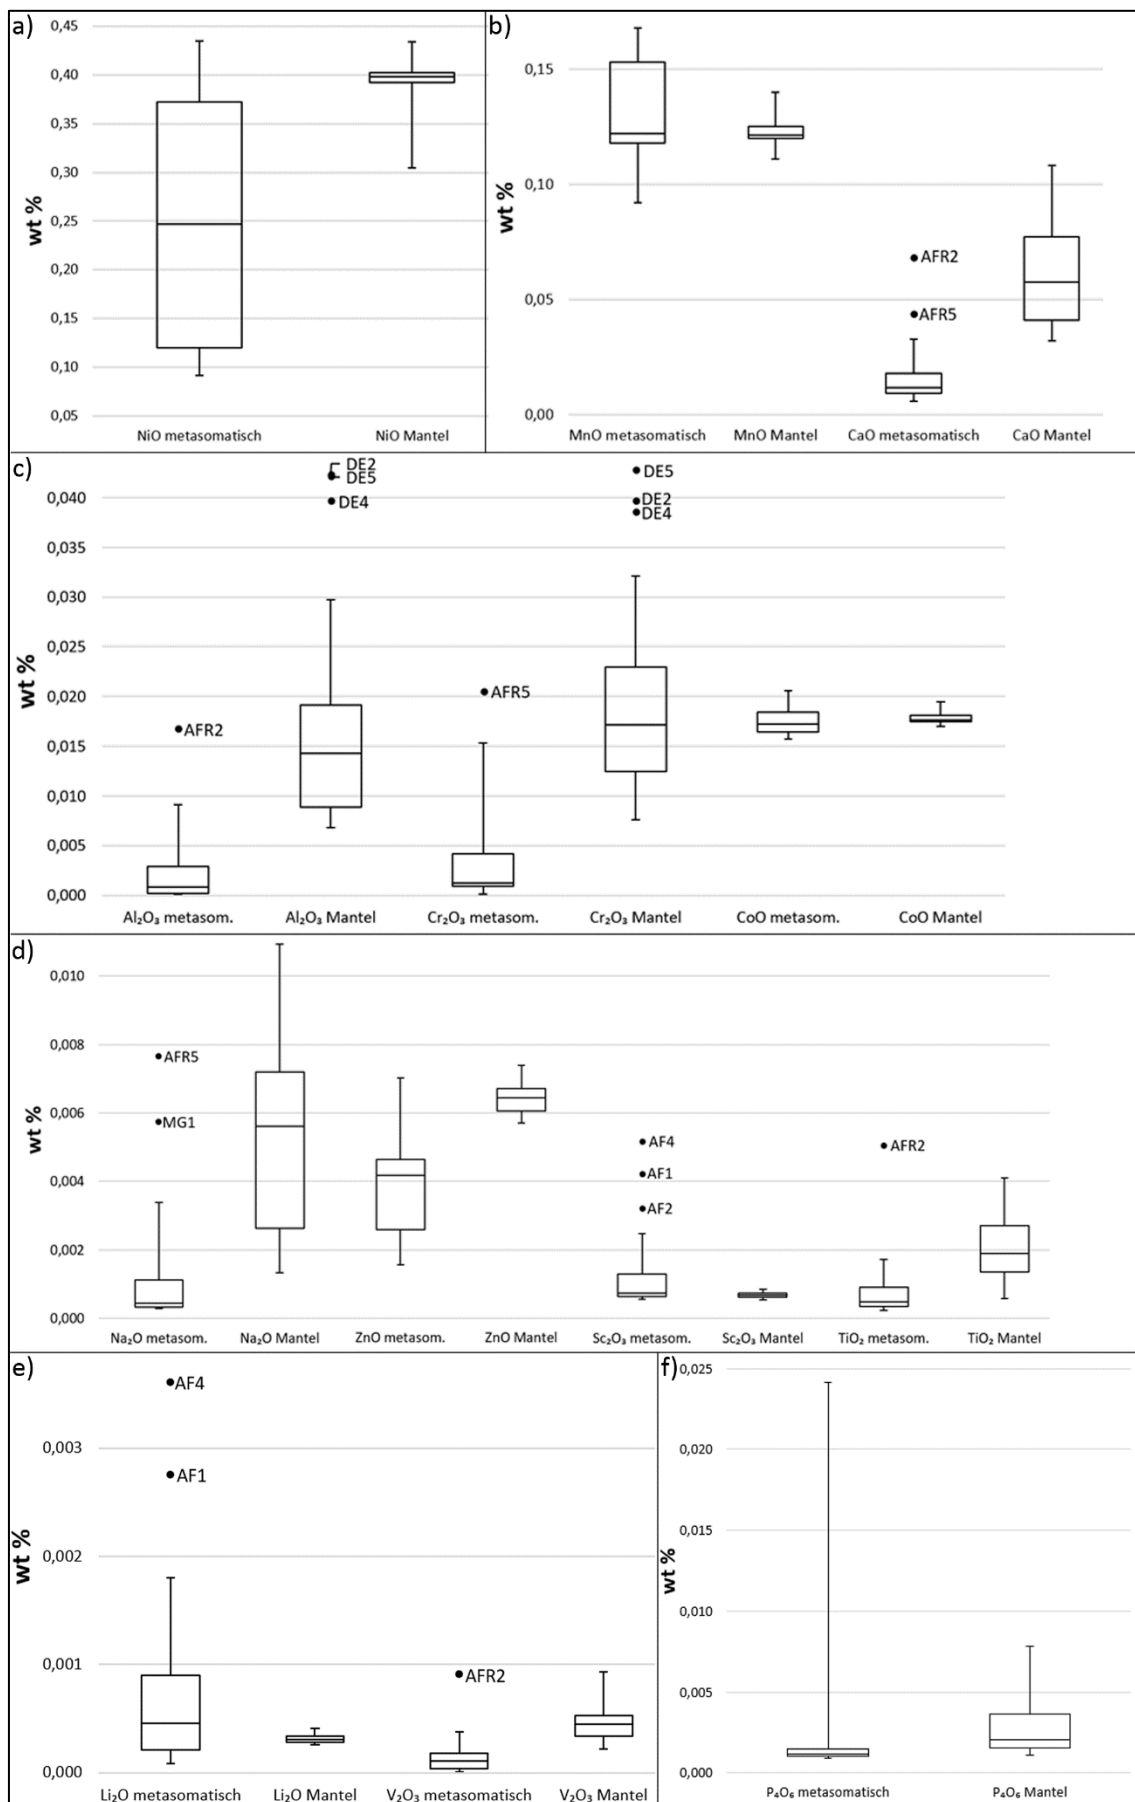 a)
0,45
0,40
0,35
0,30
0,25
0,20
0,15
0,10
0,05
wt %
NiO metasomatisch
NiO Mantel
b)
0,15
0,10
0,05
0,00
wt %
AFR2
AFR5
MnO metasomatisch
MnO Mantel
CaO metasomatisch
CaO Mantel
c)
0,040
0,035
0,030
0,025
0,020
0,015
0,010
0,005
0,000
wt %
AFR2
DE2
DE5
DE4
AFR5
DE5
DE2
DE4
Al₂O₃ metasom.
Al₂O₃ Mantel
Cr₂O₃ metasom.
Cr₂O₃ Mantel
CoO metasom.
CoO Mantel
d)
0,010
0,008
0,006
0,004
0,002
0,000
wt %
AFR5
MG1
AF4
AF1
AF2
AFR2
Na₂O metasom.
Na₂O Mantel
ZnO metasom.
ZnO Mantel
Sc₂O₃ metasom.
Sc₂O₃ Mantel
TiO₂ metasom.
TiO₂ Mantel
e)
0,003
0,002
0,001
0,000
wt %
AF4
AF1
AFR2
Li₂O metasomatisch
Li₂O Mantel
V₂O₃ metasomatisch
V₂O₃ Mantel
f)
0,025
0,020
0,015
0,010
0,005
0,000
wt %
P₄O₆ metasomatisch
P₄O₆ Mantel